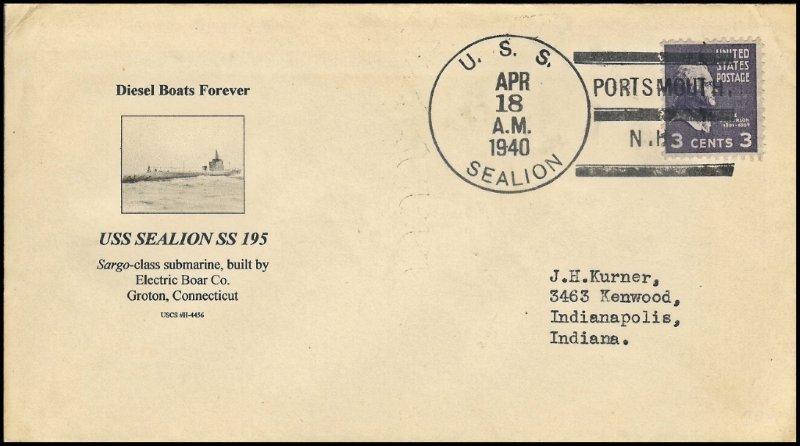 Diesel Boats Forever
USS SEALION SS 195
Sargo-class submarine, built by
Electric Boar Co.
Groton, Connecticut
USCS #H-4456
U. S. S.
APR
18
A.M.
1940
SEALION
PORTSMOUTH.
N.H
UNITED
STATES
POSTAGE
3 CENTS 3
J.H.Kurner,
3463 Kenwood,
Indianapolis,
Indiana.